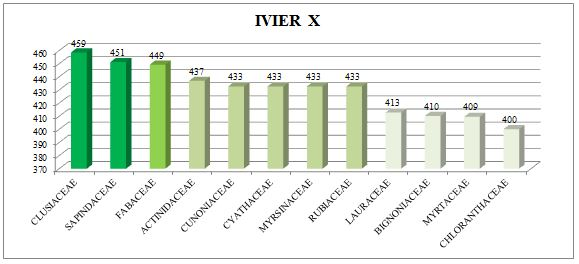 IVIER X
459
451
449
437
433
433
433
433
413
410
409
400
460
450
440
430
420
410
400
390
380
370
CLUSIACEAE
SAPINDACEAE
FABACEAE
ACTINIDACEAE
CUNONIACEAE
CYATHACEAE
MYRSINACEAE
RUBIACEAE
LAURACEAE
BIGNONIACEAE
MYRTACEAE
CHLORANTHACEAE